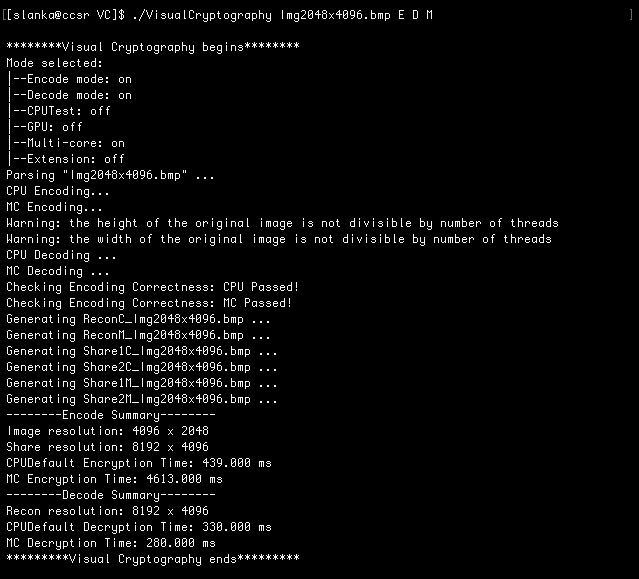 [[slanka@ccsr VC]$ ./VisualCryptography Img2048x4096.bmp E D M ]
********Visual Cryptography begins********
Mode selected:
|--Encode mode: on
|--Decode mode: on
|--CPUTest: off
|--GPU: off
|--Multi-core: on
|--Extension: off
Parsing "Img2048x4096.bmp" ...
CPU Encoding...
MC Encoding...
Warning: the height of the original image is not divisible by number of threads
Warning: the width of the original image is not divisible by number of threads
CPU Decoding ...
MC Decoding ...
Checking Encoding Correctness: CPU Passed!
Checking Encoding Correctness: MC Passed!
Generating ReconC_Img2048x4096.bmp ...
Generating ReconM_Img2048x4096.bmp ...
Generating Share1C_Img2048x4096.bmp ...
Generating Share2C_Img2048x4096.bmp ...
Generating Share1M_Img2048x4096.bmp ...
Generating Share2M_Img2048x4096.bmp ...
--------Encode Summary--------
Image resolution: 4096 x 2048
Share resolution: 8192 x 4096
CPUDefault Encryption Time: 439.000 ms
MC Encryption Time: 4613.000 ms
--------Decode Summary--------
Recon resolution: 8192 x 4096
CPUDefault Decryption Time: 330.000 ms
MC Decryption Time: 280.000 ms
*********Visual Cryptography ends*********